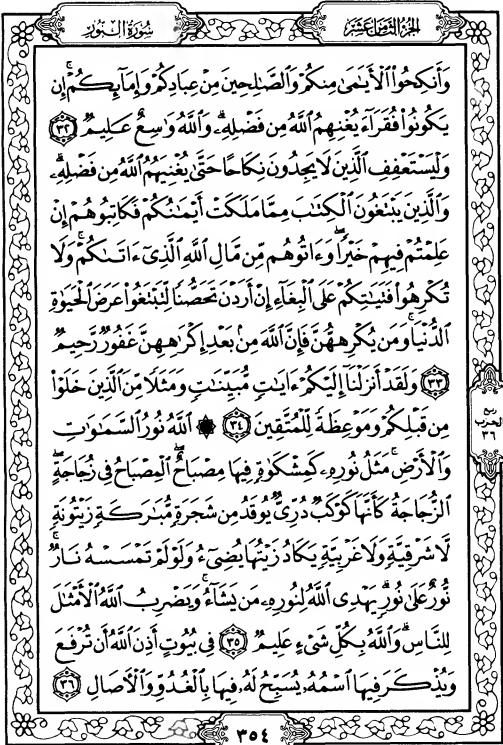 الجزء الثامن عشر
سورة النور
وَأَنكِحُوا۟ ٱلْأَيَٰمَىٰ مِنكُمْ وَٱلصَّٰلِحِينَ مِنْ عِبَادِكُمْ وَإِمَآئِكُمْ ۚ إِن
يَكُونُوا۟ فُقَرَآءَ يُغْنِهِمُ ٱللَّهُ مِن فَضْلِهِۦ ۗ وَٱللَّهُ وَٰسِعٌ عَلِيمٌ ٣٢
وَلْيَسْتَعْفِفِ ٱلَّذِينَ لَا يَجِدُونَ نِكَاحًا حَتَّىٰ يُغْنِيَهُمُ ٱللَّهُ مِن فَضْلِهِۦ ۗ
وَٱلَّذِينَ يَبْتَغُونَ ٱلْكِتَٰبَ مِمَّا مَلَكَتْ أَيْمَٰنُكُمْ فَكَاتِبُوهُمْ إِنْ
عَلِمْتُمْ فِيهِمْ خَيْرًا ۖ وَءَاتُوهُم مِّن مَّالِ ٱللَّهِ ٱلَّذِىٓ ءَاتَىٰكُمْ ۚ وَلَا
تُكْرِهُوا۟ فَتَيَٰتِكُمْ عَلَى ٱلْبِغَآءِ إِنْ أَرَدْنَ تَحَصُّنًا لِّتَبْتَغُوا۟ عَرَضَ ٱلْحَيَوٰةِ
ٱلدُّنْيَا ۚ وَمَن يُكْرِههُّنَّ فَإِنَّ ٱللَّهَ مِنۢ بَعْدِ إِكْرَٰهِهِنَّ غَفُورٌ رَّحِيمٌ
٣٣ وَلَقَدْ أَنزَلْنَآ إِلَيْكُمْ ءَايَٰتٍ مُّبَيِّنَٰتٍ وَمَثَلًا مِّنَ ٱلَّذِينَ خَلَوْا۟
مِن قَبْلِكُمْ وَمَوْعِظَةً لِّلْمُتَّقِينَ ٣٤ ۞ ٱللَّهُ نُورُ ٱلسَّمَٰوَٰتِ
وَٱلْأَرْضِ ۚ مَثَلُ نُورِهِۦ كَمِشْكَوٰةٍ فِيهَا مِصْبَاحٌ ۖ ٱلْمِصْبَاحُ فِى زُجَاجَةٍ ۖ
ٱلزُّجَاجَةُ كَأَنَّهَا كَوْكَبٌ دُرِّىٌّ يُوقَدُ مِن شَجَرَةٍ مُّبَٰرَكَةٍ زَيْتُونَةٍ
لَّا شَرْقِيَّةٍ وَلَا غَرْبِيَّةٍ يَكَادُ زَيْتُهَا يُضِىٓءُ وَلَوْ لَمْ تَمْسَسْهُ نَارٌ ۚ
نُّورٌ عَلَىٰ نُورٍ ۗ يَهْدِى ٱللَّهُ لِنُورِهِۦ مَن يَشَآءُ ۚ وَيَضْرِبُ ٱللَّهُ ٱلْأَمْثَٰلَ
لِلنَّاسِ ۗ وَٱللَّهُ بِكُلِّ شَىْءٍ عَلِيمٌ ٣٥ فِى بُيُوتٍ أَذِنَ ٱللَّهُ أَن تُرْفَعَ
وَيُذْكَرَ فِيهَا ٱسْمُهُۥ يُسَبِّحُ لَهُۥ فِيهَا بِٱلْغُدُوِّ وَٱلْءَاصَالِ ٣٦
ربع
الحزب
٣٦
٣٥٤